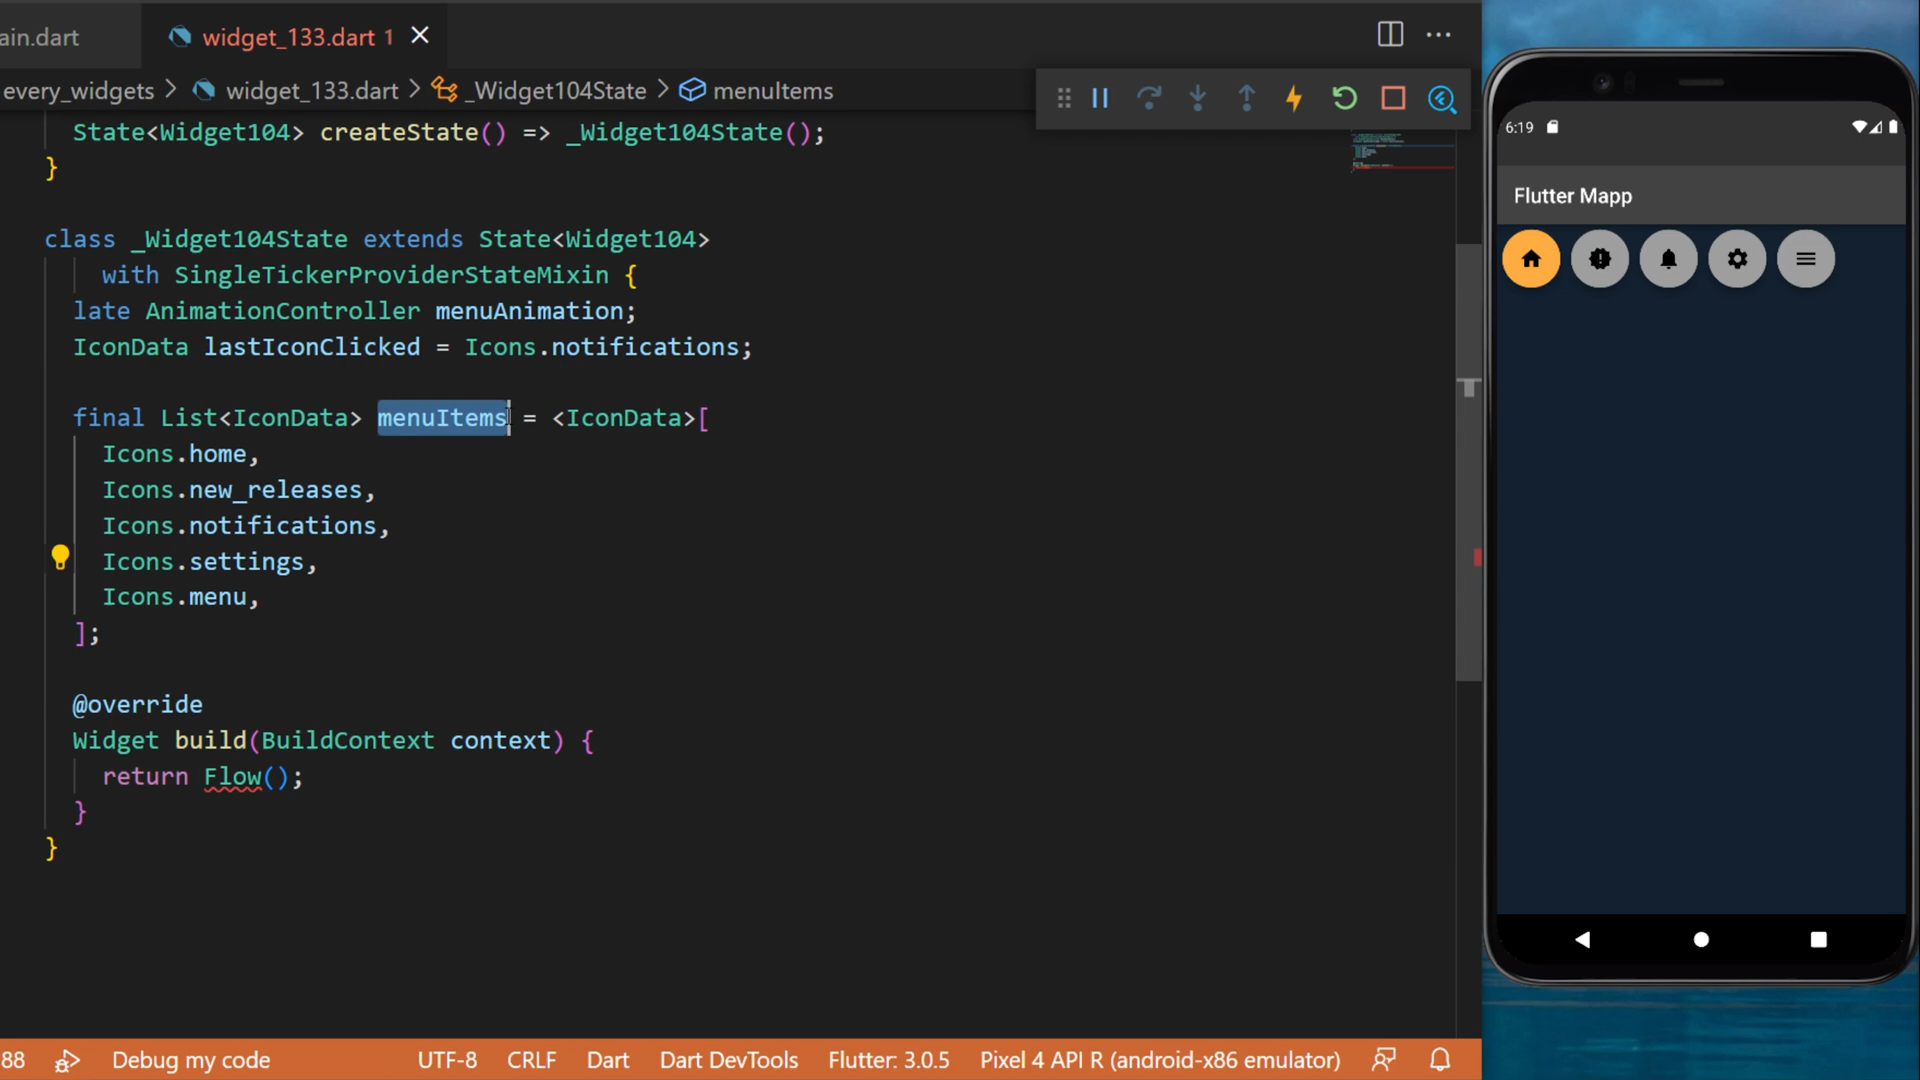 ain.dart
widget_133.dart 1
every_widgets > widget_133.dart > _Widget104State > menuItems
State<Widget104> createState() => _Widget104State();
}
class _Widget104State extends State<Widget104>
with SingleTickerProviderStateMixin {
late AnimationController menuAnimation;
IconData lastIconClicked = Icons.notifications;
final List<IconData> menuItems = <IconData>[
Icons.home,
Icons.new_releases,
Icons.notifications,
Icons.settings,
Icons.menu,
];
@override
Widget build(BuildContext context) {
return Flow();
}
}
88 Debug my code UTF-8 CRLF Dart Dart DevTools Flutter: 3.0.5 Pixel 4 API R (android-x86 emulator)
6:19
Flutter Mapp